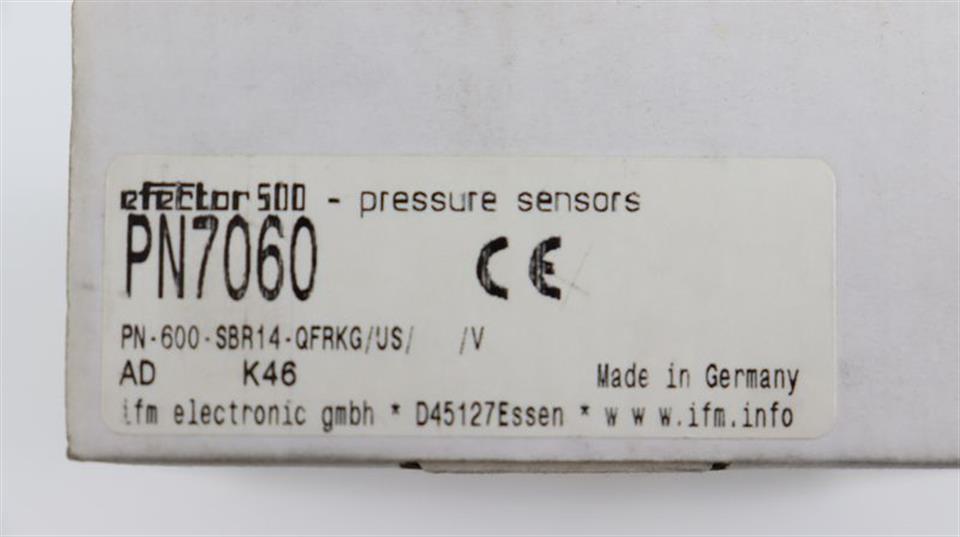 efector500 - pressure sensors
PN7060 CE
PN-600-SBR14-QFRKG/US/ /V
AD K46 Made in Germany
ifm electronic gmbh * D45127Essen * w w w.ifm.info